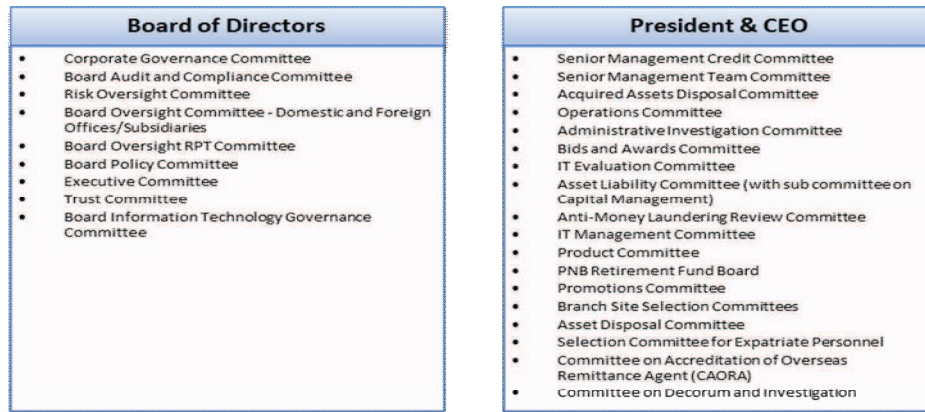 Board of Directors
• Corporate Governance Committee
• Board Audit and Compliance Committee
• Risk Oversight Committee
• Board Oversight Committee - Domestic and Foreign
Offices/Subsidiaries
• Board Oversight RPT Committee
• Board Policy Committee
• Executive Committee
• Trust Committee
• Board Information Technology Governance
Committee
President & CEO
• Senior Management Credit Committee
• Senior Management Team Committee
• Acquired Assets Disposal Committee
• Operations Committee
• Administrative Investigation Committee
• Bids and Awards Committee
• IT Evaluation Committee
• Asset Liability Committee (with sub committee on
Capital Management)
• Anti-Money Laundering Review Committee
• IT Management Committee
• Product Committee
• PNB Retirement Fund Board
• Promotions Committee
• Branch Site Selection Committees
• Asset Disposal Committee
• Selection Committee for Expatriate Personnel
• Committee on Accreditation of Overseas
Remittance Agent (CAORA)
• Committee on Decorum and Investigation